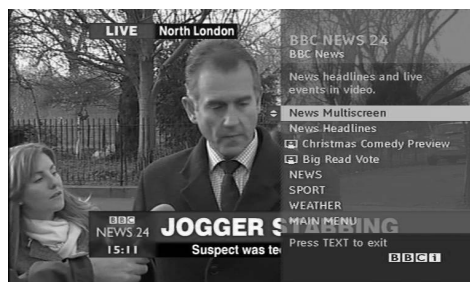 LIVE North London
BBC NEWS 24
BBC News
News headlines and live
events in video.
News Multiscreen
News Headlines
Christmas Comedy Preview
Big Read Vote
NEWS
SPORT
WEATHER
MAIN MENU
Press TEXT to exit
BBCi
BBC
NEWS 24
15:11
JOGGER STABBING
Suspect was